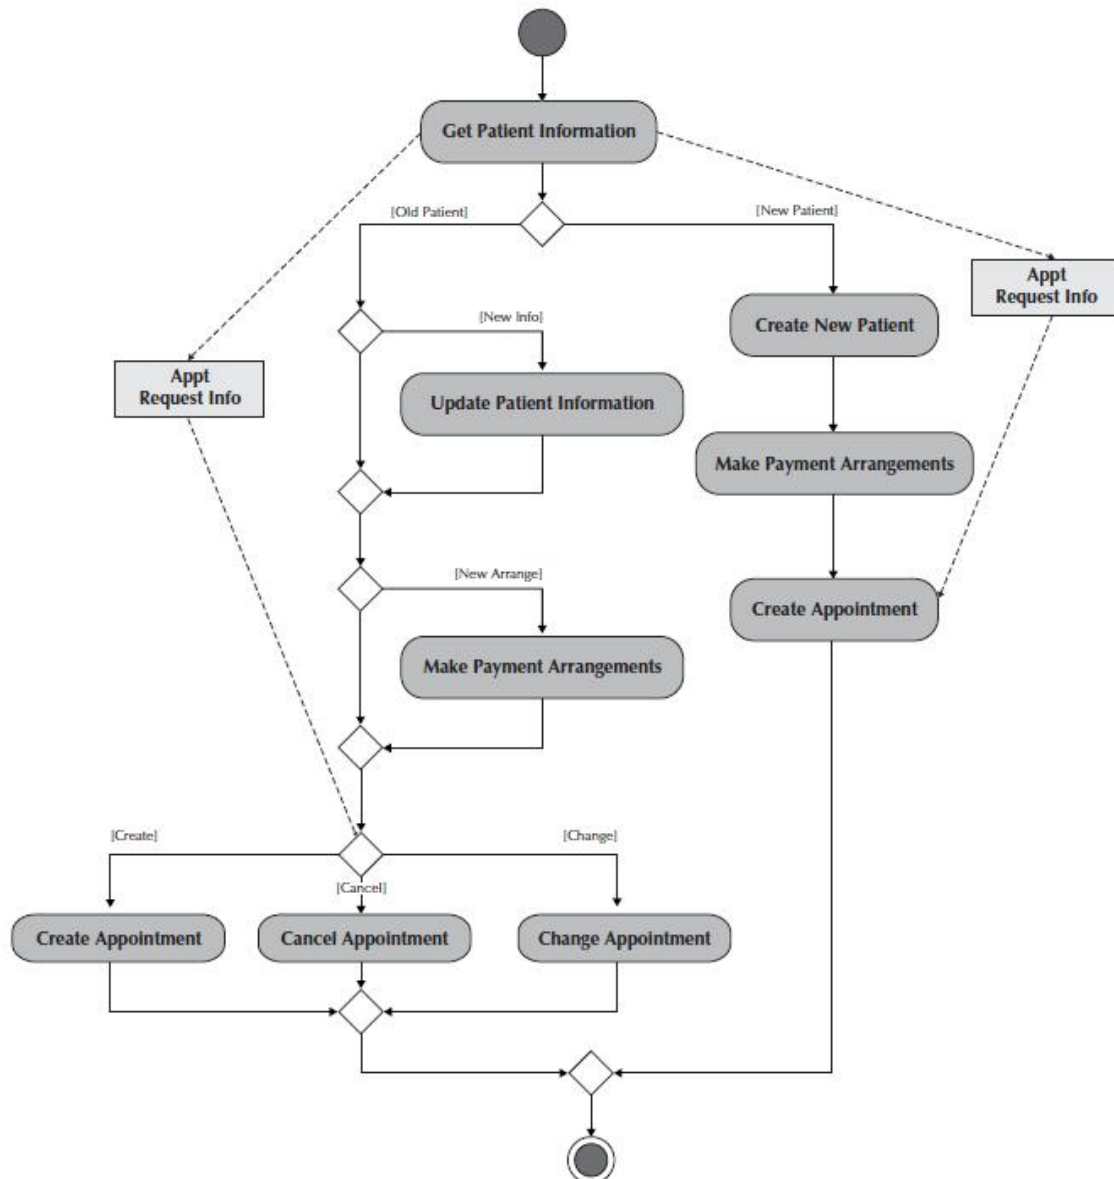 Get Patient Information
[Old Patient]
[New Patient]
Appt
Request Info
[New Info]
Create New Patient
Appt
Request Info
Update Patient Information
Make Payment Arrangements
[New Arrange]
Create Appointment
Make Payment Arrangements
[Create]
[Change]
[Cancel]
Create Appointment
Cancel Appointment
Change Appointment